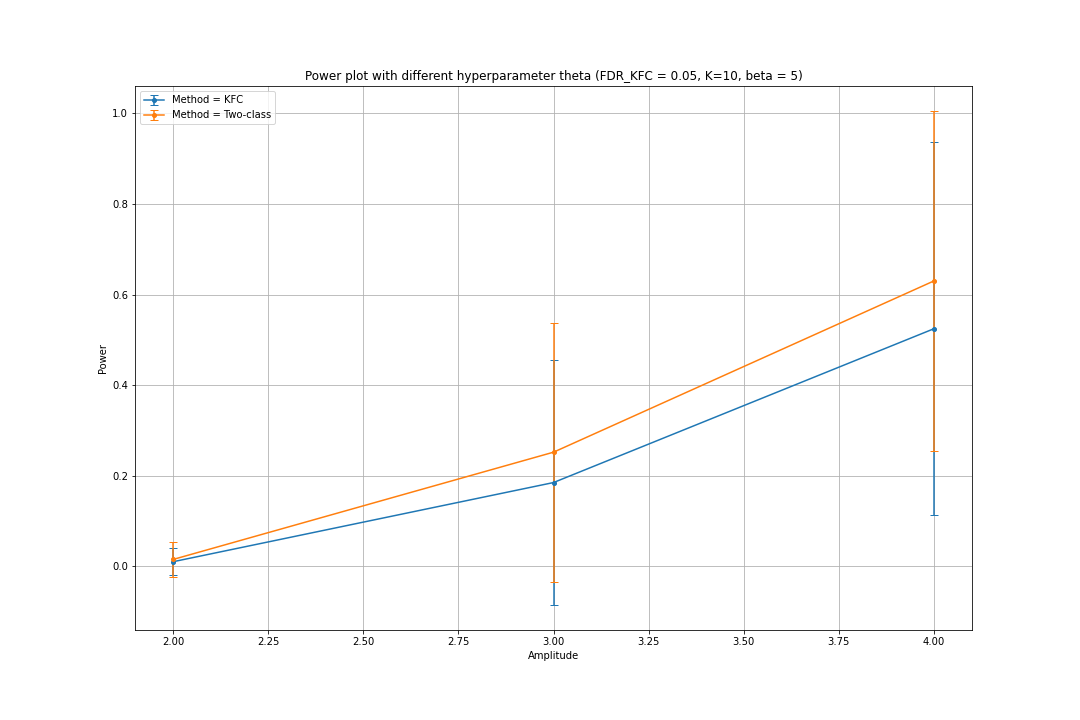 Power plot with different hyperparameter theta (FDR_KFC = 0.05, K=10, beta = 5)
Method = KFC
Method = Two-class
1.0
0.8
0.6
0.4
0.2
0.0
Power
2.00 2.25 2.50 2.75 3.00 3.25 3.50 3.75 4.00
Amplitude